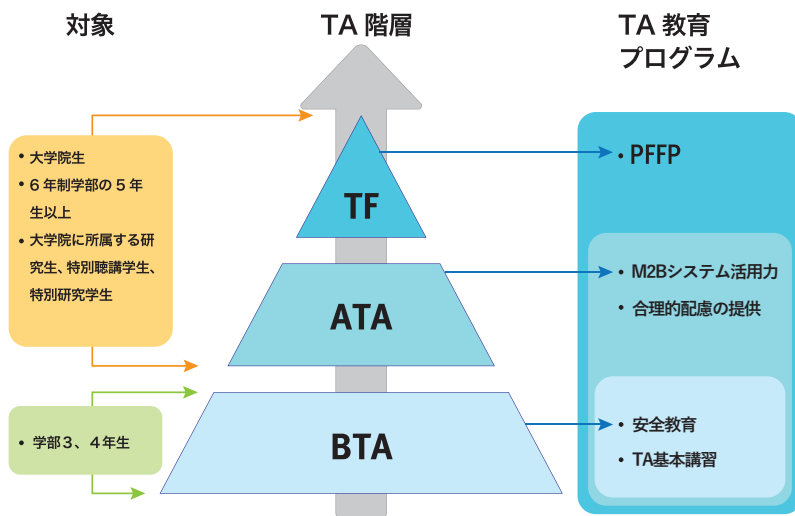 対象
TA 階層
TA 教育
プログラム
• 大学院生
• 6年制学部の5年
生以上
• 大学院に所属する研
究生、特別聴講学生、
特別研究学生
• 学部3、4年生
TF
ATA
BTA
• PFFP
• M2Bシステム活用力
• 合理的配慮の提供
• 安全教育
• TA基本講習